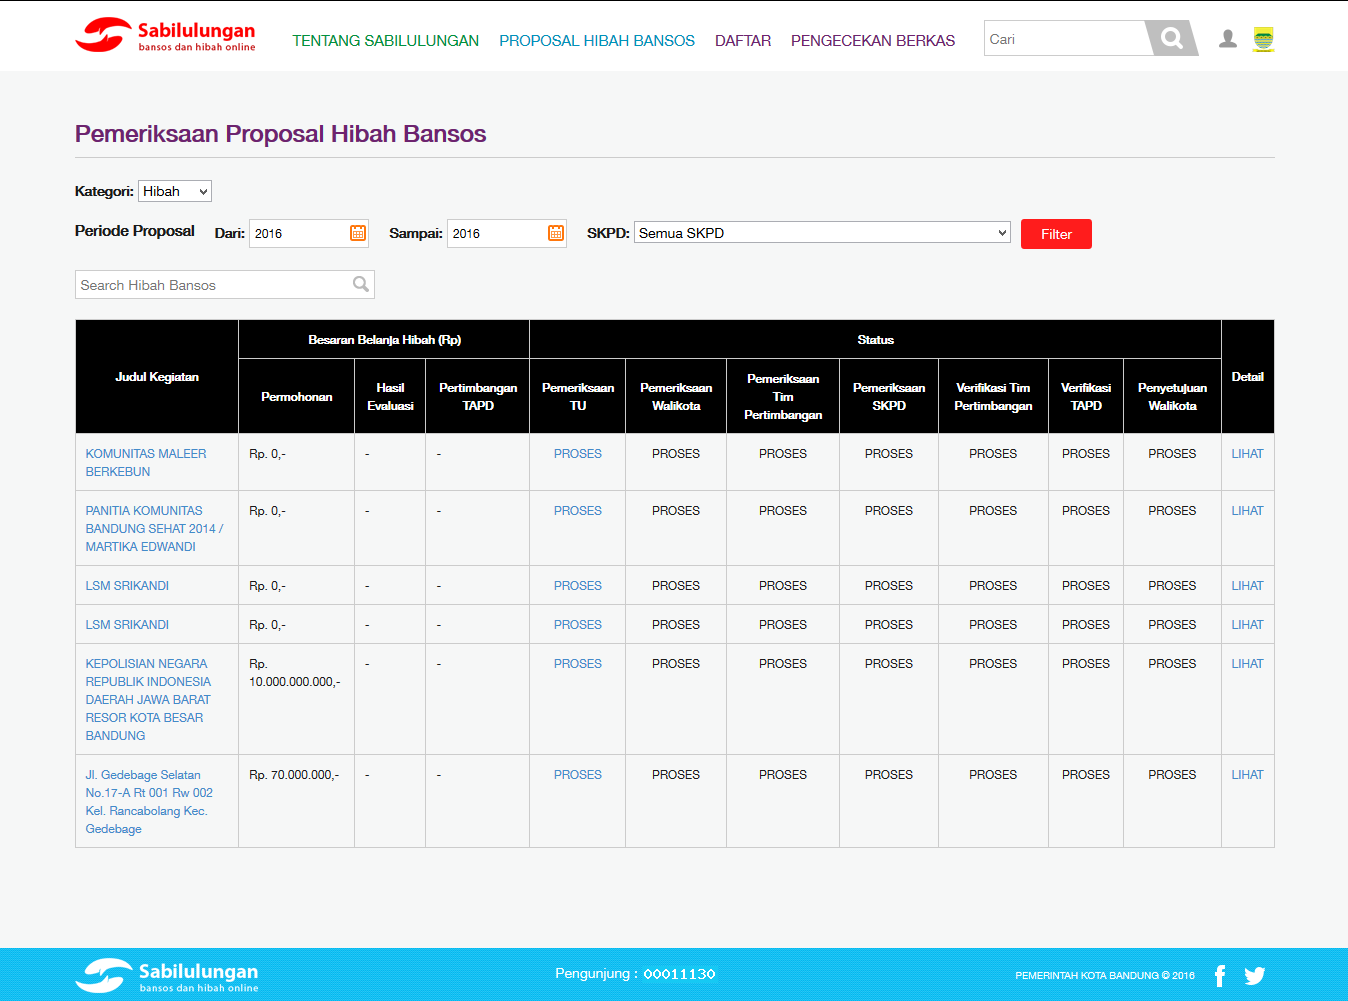 Sabilulungan
bansos dan hibah online
TENTANG SABILULUNGAN PROPOSAL HIBAH BANSOS DAFTAR PENGECEKAN BERKAS
Cari
Pemeriksaan Proposal Hibah Bansos
Kategori: Hibah
Periode Proposal Dari: 2016 Sampai: 2016 SKPD: Semua SKPD Filter
Search Hibah Bansos
Judul Kegiatan
Besaran Belanja Hibah (Rp)
Status
Detail
Permohonan
Hasil
Evaluasi
Pertimbangan
TAPD
Pemeriksaan
TU
Pemeriksaan
Walikota
Pemeriksaan
Tim
Pertimbangan
Pemeriksaan
SKPD
Verifikasi Tim
Pertimbangan
Verifikasi
TAPD
Penyetujuan
Walikota
KOMUNITAS MALEER
BERKEBUN
Rp. 0,- - - PROSES PROSES PROSES PROSES PROSES PROSES PROSES LIHAT
PANITIA KOMUNITAS
BANDUNG SEHAT 2014 /
MARTIKA EDWANDI
Rp. 0,- - - PROSES PROSES PROSES PROSES PROSES PROSES PROSES LIHAT
LSM SRIKANDI Rp. 0,- - - PROSES PROSES PROSES PROSES PROSES PROSES PROSES LIHAT
LSM SRIKANDI Rp. 0,- - - PROSES PROSES PROSES PROSES PROSES PROSES PROSES LIHAT
KEPOLISIAN NEGARA
REPUBLIK INDONESIA
DAERAH JAWA BARAT
RESOR KOTA BESAR
BANDUNG
Rp.
10.000.000.000,-
- - PROSES PROSES PROSES PROSES PROSES PROSES PROSES LIHAT
Jl. Gedebage Selatan
No.17-A Rt 001 Rw 002
Kel. Rancabolang Kec.
Gedebage
Rp. 70.000.000,- - - PROSES PROSES PROSES PROSES PROSES PROSES PROSES LIHAT
Sabilulungan
bansos dan hibah online
Pengunjung : 00011130
PEMERINTAH KOTA BANDUNG © 2016